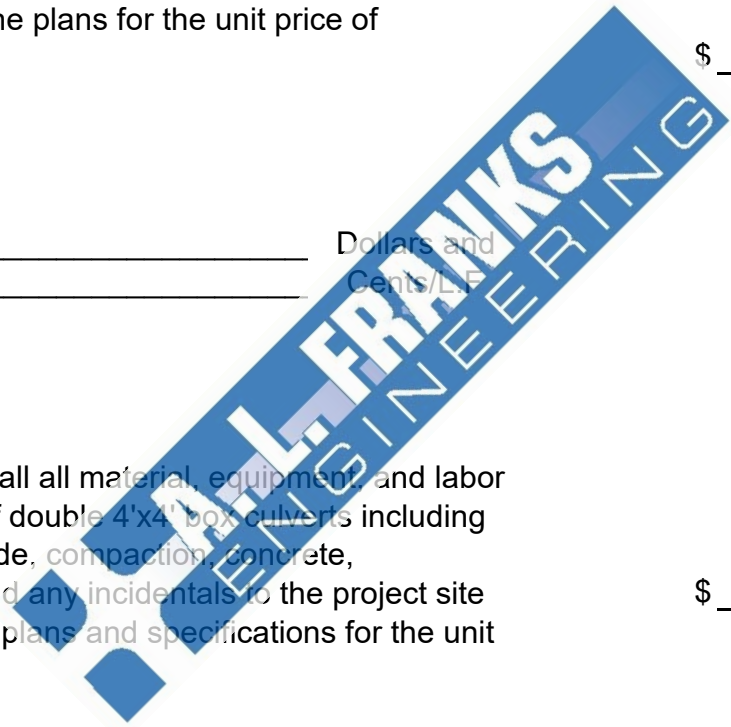 ne plans for the unit price of
$
Dollars and
Cents/L.F
all all material, equipment, and labor
f double 4'x4' box culverts including
de, compaction, concrete,
d any incidentals to the project site
$
plans and specifications for the unit
A. L. FRANKS
ENGINEERING